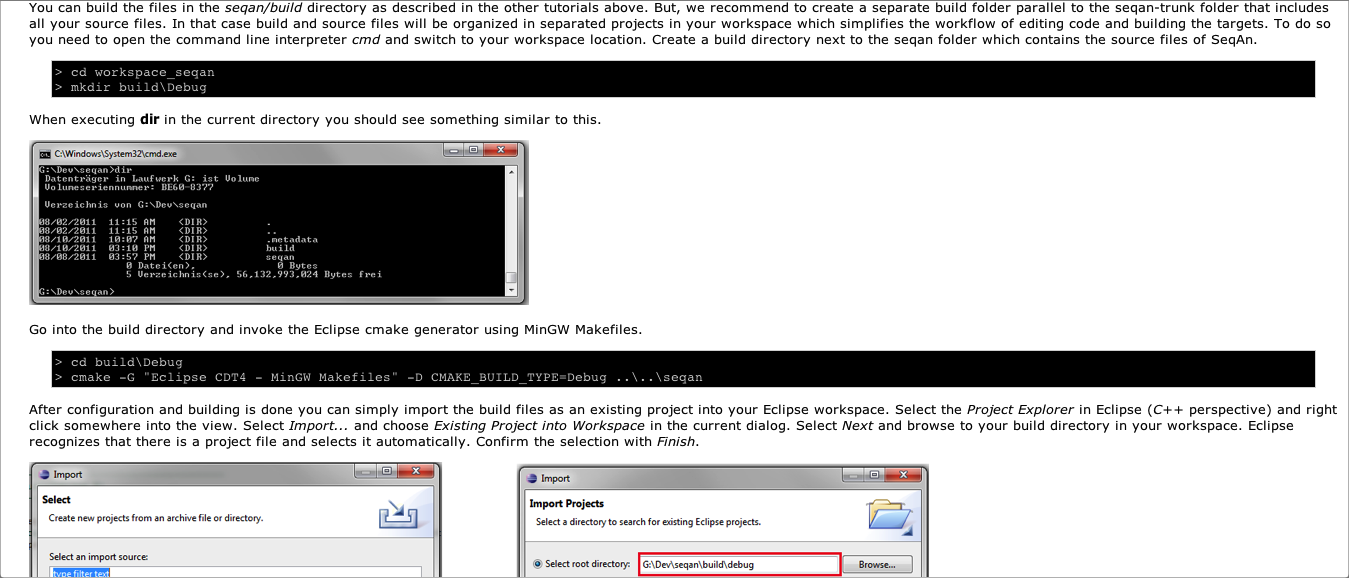 You can build the files in the seqan/build directory as described in the other tutorials above. But, we recommend to create a separate build folder parallel to the seqan-trunk folder that includes
all your source files. In that case build and source files will be organized in separated projects in your workspace which simplifies the workflow of editing code and building the targets. To do so
you need to open the command line interpreter cmd and switch to your workspace location. Create a build directory next to the seqan folder which contains the source files of SeqAn.
> cd workspace_seqan
> mkdir build\Debug
When executing dir in the current directory you should see something similar to this.
C:\Windows\System32\cmd.exe
G:\Dev\seqan>dir
Datenträger in Laufwerk G: ist Volume
Volumeseriennummer: BE60-8377
Verzeichnis von G:\Dev\seqan
08/02/2011 11:15 AM <DIR> .
08/02/2011 11:15 AM <DIR> ..
08/10/2011 10:07 AM <DIR> .metadata
08/10/2011 03:10 PM <DIR> build
08/08/2011 03:57 PM <DIR> seqan
0 Datei(en), 0 Bytes
5 Verzeichnis(se), 56,132,993,024 Bytes frei
G:\Dev\seqan>
Go into the build directory and invoke the Eclipse cmake generator using MinGW Makefiles.
> cd build\Debug
> cmake -G "Eclipse CDT4 - MinGW Makefiles" -D CMAKE_BUILD_TYPE=Debug ..\..\seqan
After configuration and building is done you can simply import the build files as an existing project into your Eclipse workspace. Select the Project Explorer in Eclipse (C++ perspective) and right
click somewhere into the view. Select Import... and choose Existing Project into Workspace in the current dialog. Select Next and browse to your build directory in your workspace. Eclipse
recognizes that there is a project file and selects it automatically. Confirm the selection with Finish.
Import
Select
Create new projects from an archive file or directory.
Select an import source:
type filter text
Import
Import Projects
Select a directory to search for existing Eclipse projects.
Select root directory: G:\Dev\seqan\build\debug Browse...